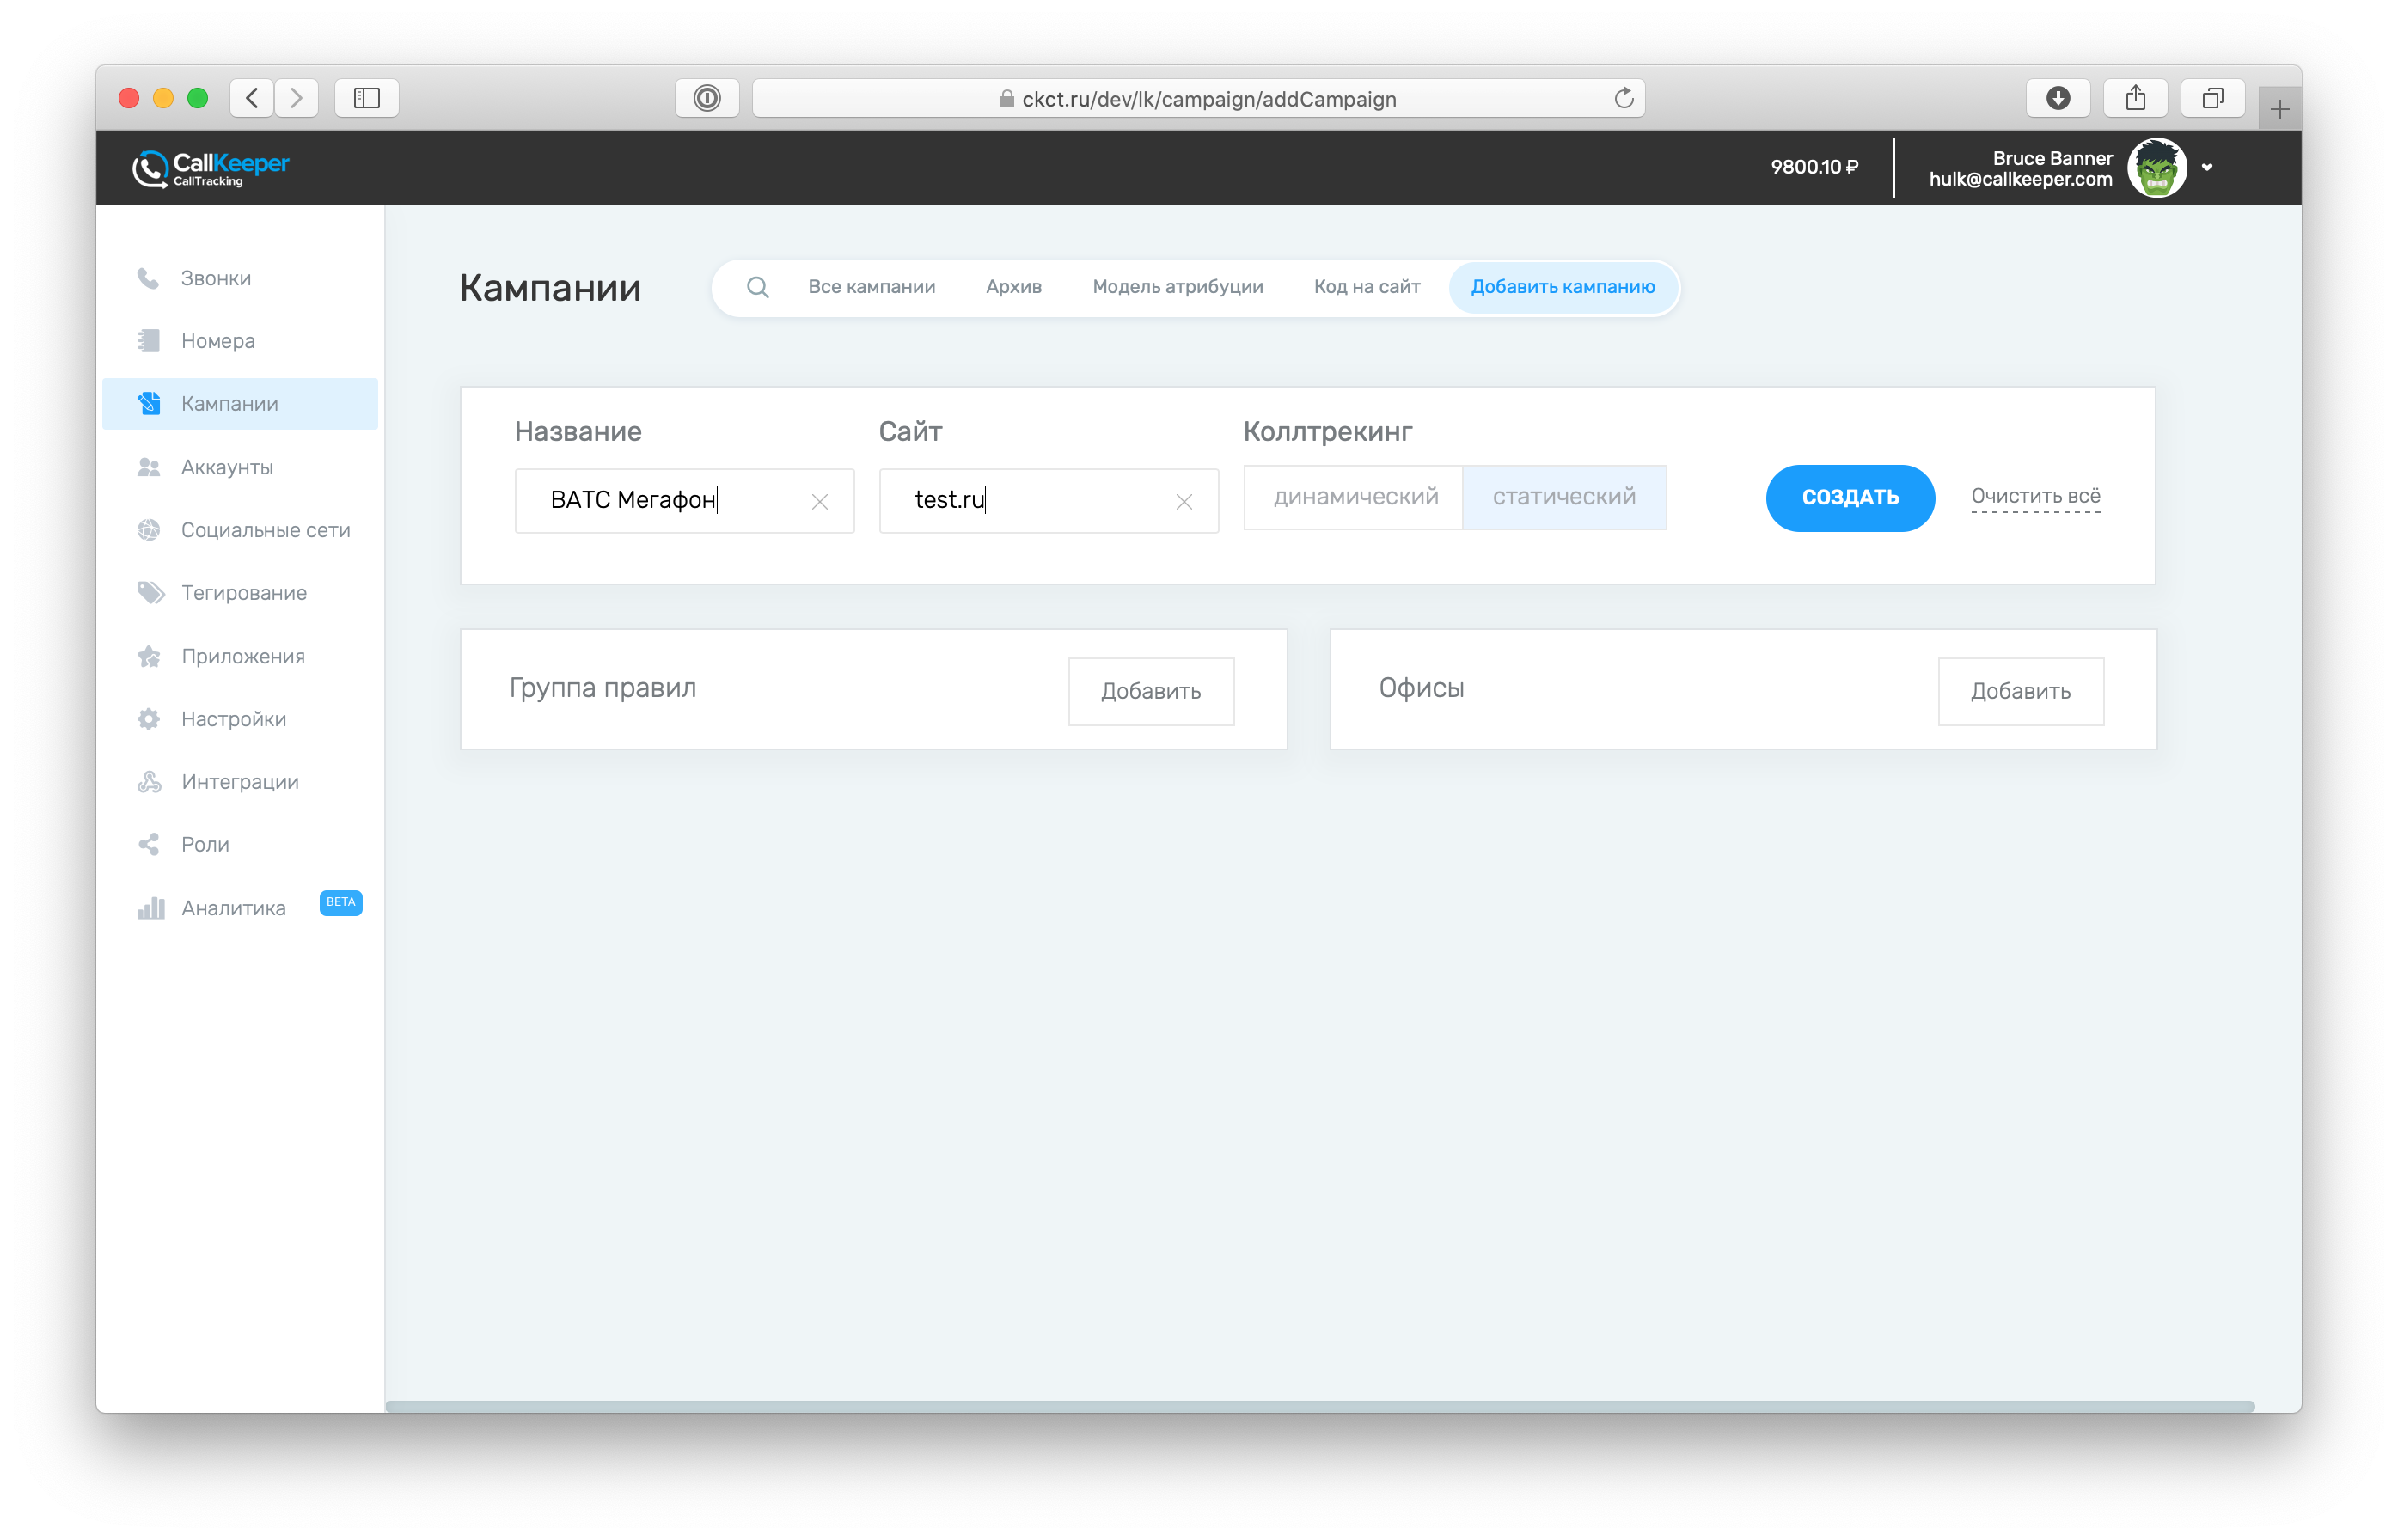 ckct.ru/dev/lk/campaign/addCampaign
CallKeeper
CallTracking
9800.10 ₽
Bruce Banner
hulk@callkeeper.com
Звонки
Номера
Кампании
Аккаунты
Социальные сети
Тегирование
Приложения
Настройки
Интеграции
Роли
Аналитика BETA
Кампании
Все кампании Архив Модель атрибуции Код на сайт Добавить кампанию
Название Сайт Коллтрекинг
ВАТС Мегафон test.ru динамический статический СОЗДАТЬ Очистить всё
Группа правил Добавить Офисы Добавить